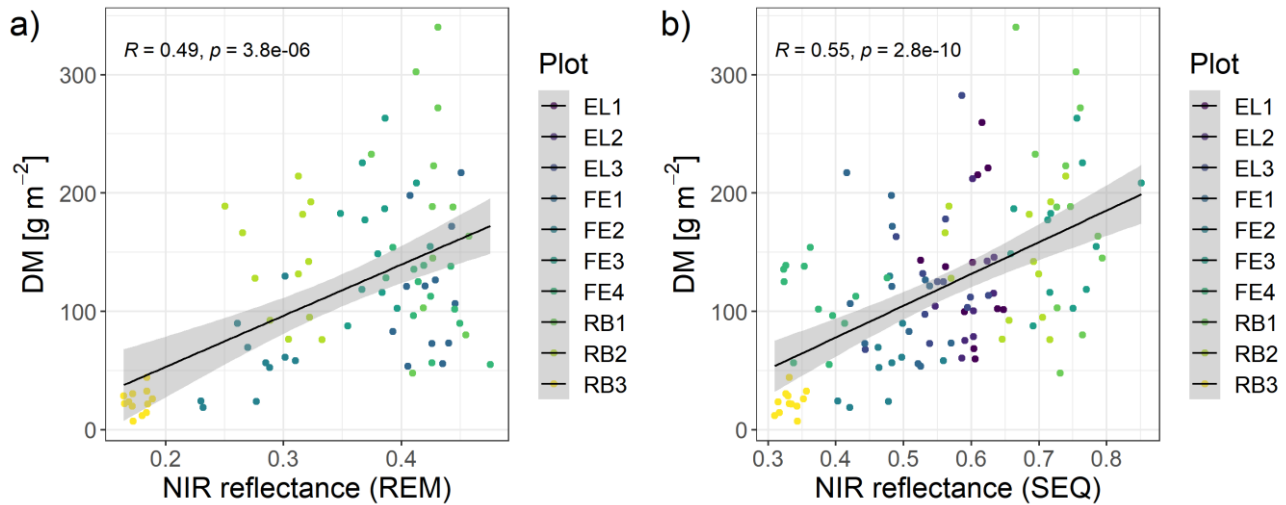 a)
R = 0.49, p = 3.8e-06
DM [g m⁻²]
300
200
100
0
0.2 0.3 0.4
NIR reflectance (REM)
Plot
EL1
EL2
EL3
FE1
FE2
FE3
FE4
RB1
RB2
RB3
b)
R = 0.55, p = 2.8e-10
DM [g m⁻²]
300
200
100
0
0.3 0.4 0.5 0.6 0.7 0.8
NIR reflectance (SEQ)
Plot
EL1
EL2
EL3
FE1
FE2
FE3
FE4
RB1
RB2
RB3